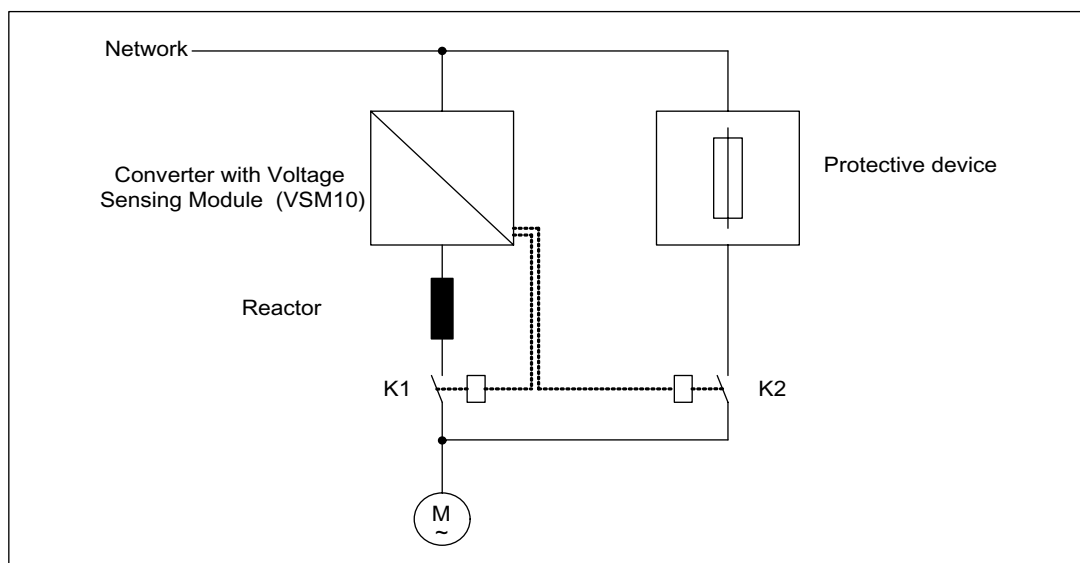 Network
Converter with Voltage
Sensing Module (VSM10)
Protective device
Reactor
K1
K2
M
~